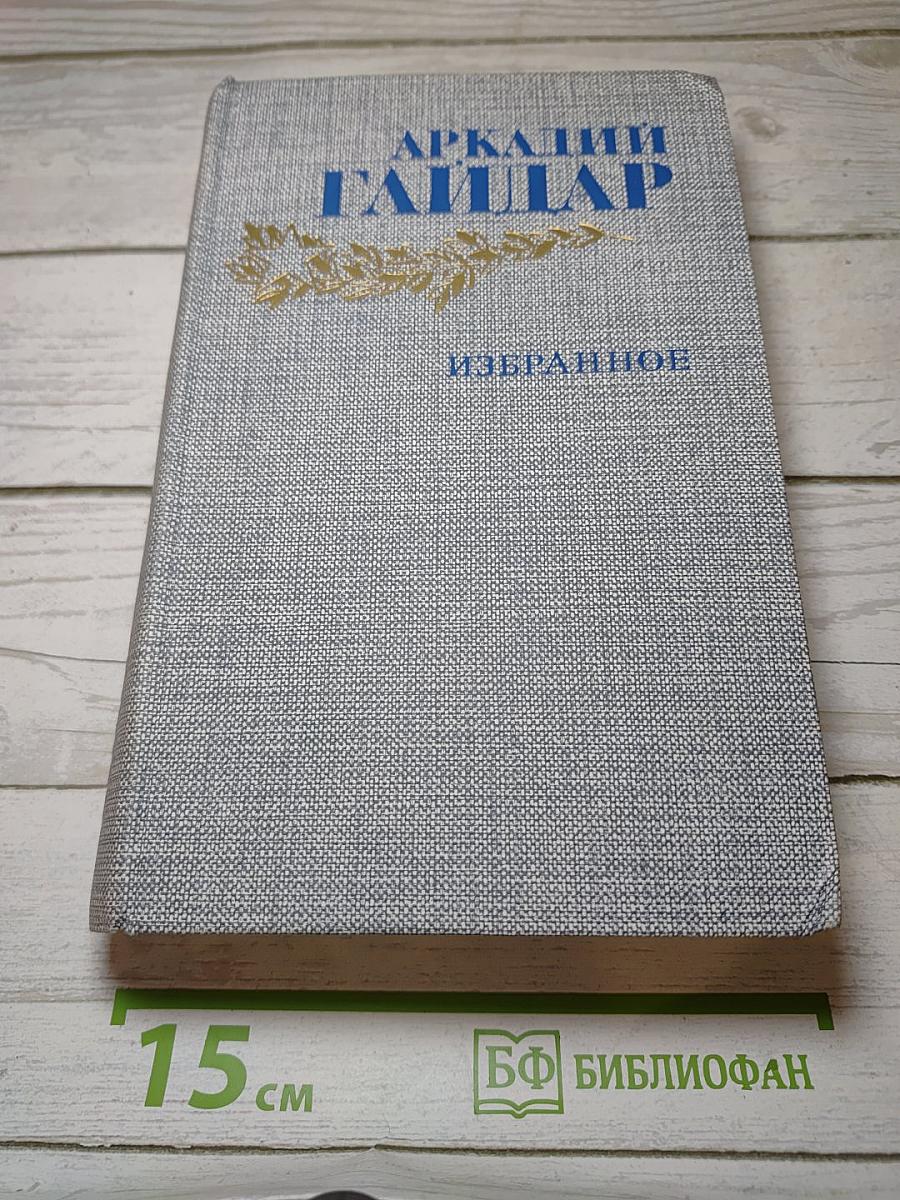 АРКАДИЙ
ГАЙДАР
ИЗБРАННОЕ
15 см
БФ БИБЛИОФАН